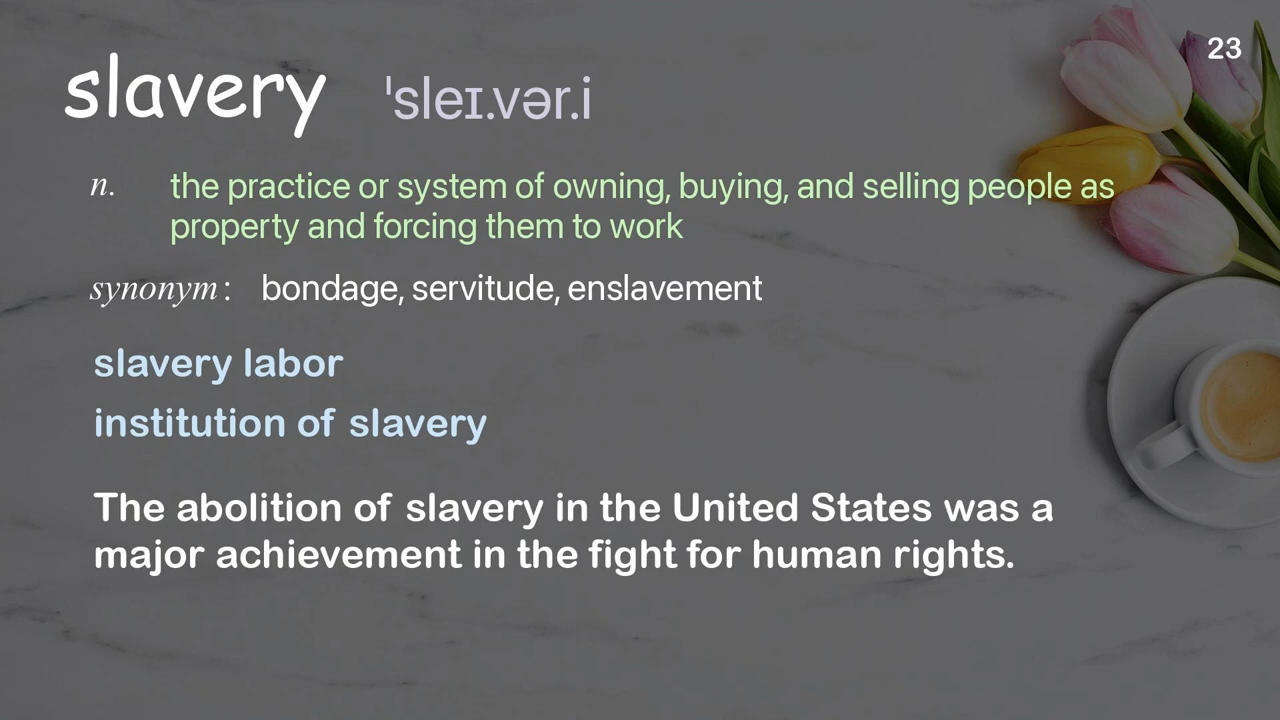 23
slavery ˈsleɪ.vər.i
n. the practice or system of owning, buying, and selling people as
property and forcing them to work
synonym: bondage, servitude, enslavement
slavery labor
institution of slavery
The abolition of slavery in the United States was a
major achievement in the fight for human rights.